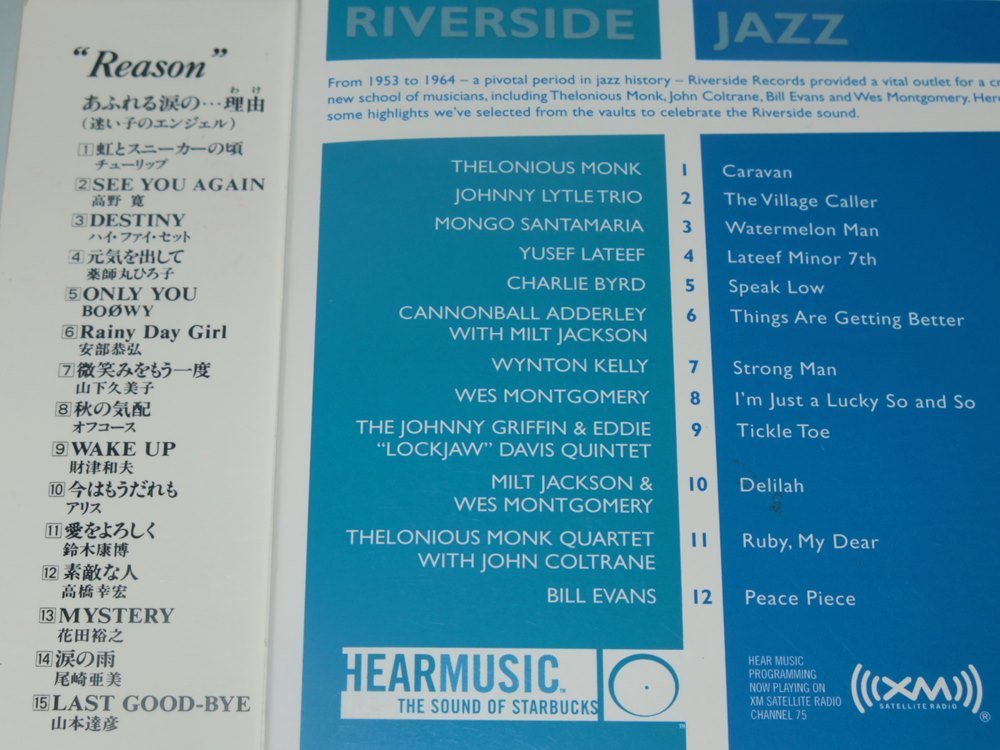 “Reason”
わけ
あふれる涙の…理由
(迷い子のエンジェル)
1 虹とスニーカーの頃
チューリップ
2 SEE YOU AGAIN
高野 寛
3 DESTINY
ハイ・ファイ・セット
4 元気を出して
薬師丸ひろ子
5 ONLY YOU
BOØWY
6 Rainy Day Girl
安部恭弘
7 微笑みをもう一度
山下久美子
8 秋の気配
オフコース
9 WAKE UP
財津和夫
10 今はもうだれも
アリス
11 愛をよろしく
鈴木康博
12 素敵な人
高橋幸宏
13 MYSTERY
花田裕之
14 涙の雨
尾崎亜美
15 LAST GOOD-BYE
山本達彦
RIVERSIDE JAZZ
From 1953 to 1964 – a pivotal period in jazz history – Riverside Records provided a vital outlet for a
new school of musicians, including Thelonious Monk, John Coltrane, Bill Evans and Wes Montgomery.
some highlights we've selected from the vaults to celebrate the Riverside sound.
THELONIOUS MONK 1 Caravan
JOHNNY LYTLE TRIO 2 The Village Caller
MONGO SANTAMARIA 3 Watermelon Man
YUSEF LATEEF 4 Lateef Minor 7th
CHARLIE BYRD 5 Speak Low
CANNONBALL ADDERLEY 6 Things Are Getting Better
WITH MILT JACKSON
WYNTON KELLY 7 Strong Man
WES MONTGOMERY 8 I'm Just a Lucky So and So
THE JOHNNY GRIFFIN & EDDIE 9 Tickle Toe
“LOCKJAW” DAVIS QUINTET
MILT JACKSON & 10 Delilah
WES MONTGOMERY
THELONIOUS MONK QUARTET 11 Ruby, My Dear
WITH JOHN COLTRANE
BILL EVANS 12 Peace Piece
HEARMUSIC™
THE SOUND OF STARBUCKS
™
HEAR MUSIC
PROGRAMMING
NOW PLAYING ON
XM SATELLITE RADIO
CHANNEL 75
((( XM )))
SATELLITE RADIO
®